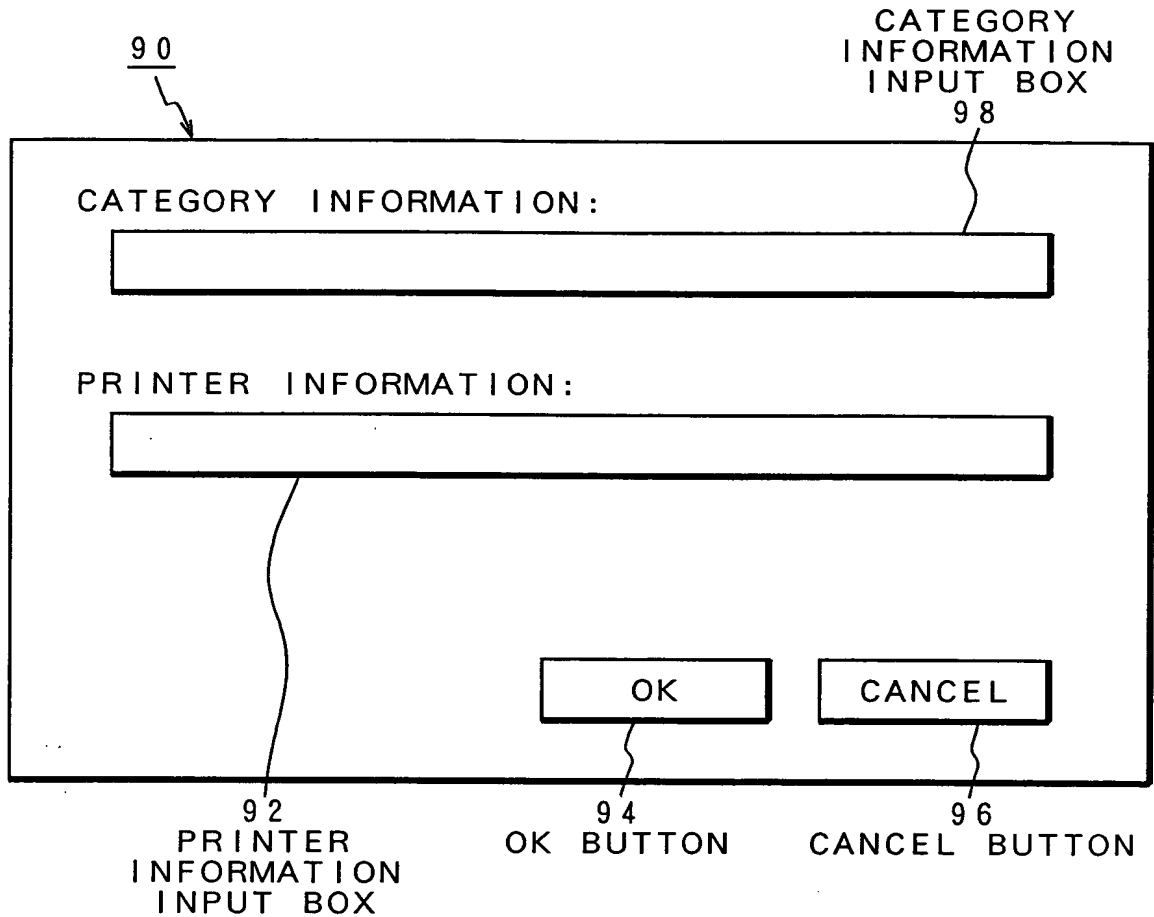 90
CATEGORY
INFORMATION
INPUT BOX
98
CATEGORY INFORMATION:
PRINTER INFORMATION:
OK
CANCEL
92
PRINTER
INFORMATION
INPUT BOX
94
OK BUTTON
96
CANCEL BUTTON